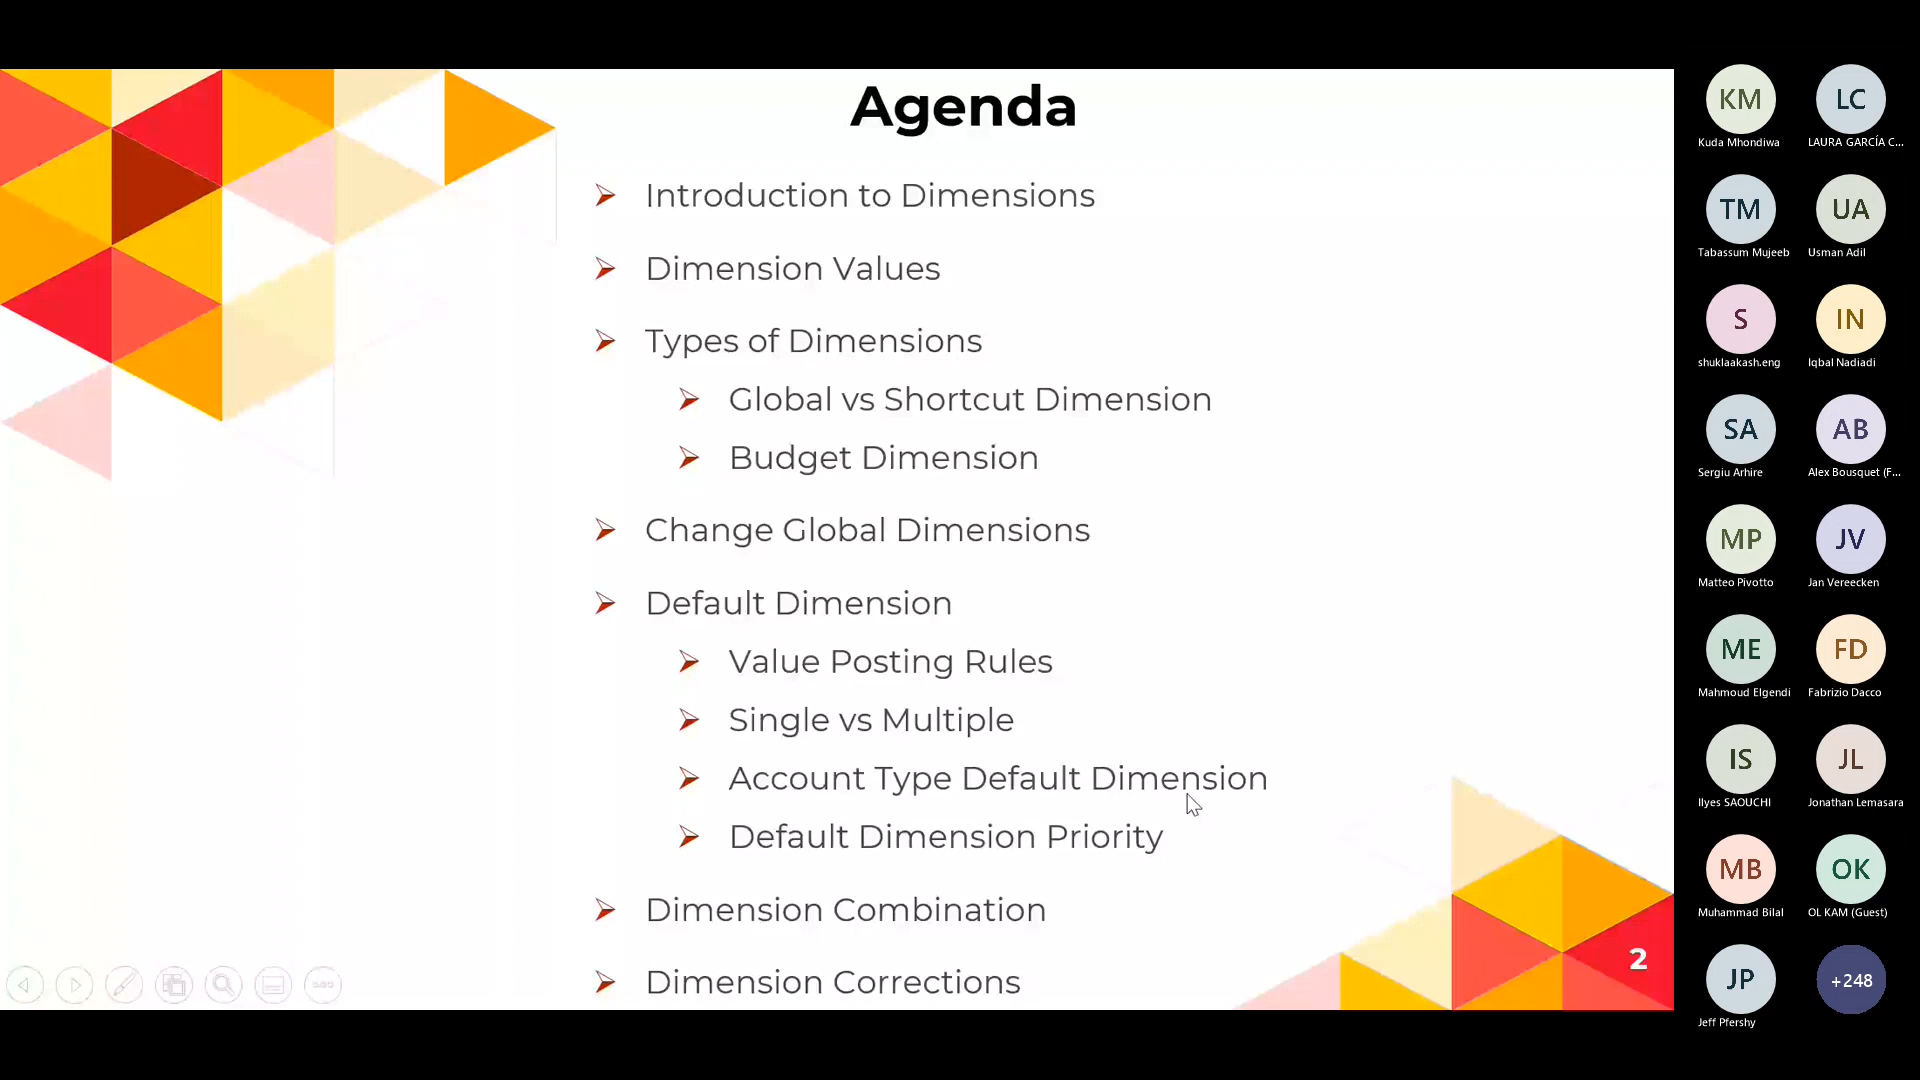 Agenda
Introduction to Dimensions
Dimension Values
Types of Dimensions
Global vs Shortcut Dimension
Budget Dimension
Change Global Dimensions
Default Dimension
Value Posting Rules
Single vs Multiple
Account Type Default Dimension
Default Dimension Priority
Dimension Combination
Dimension Corrections
2
KM
Kuda Mhondiwa
LC
LAURA GARCÍA C...
TM
Tabassum Mujeeb
UA
Usman Adil
S
shuklaakash.eng
IN
Iqbal Nadiadi
SA
Sergiu Arhire
AB
Alex Bousquet (F...
MP
Matteo Pivotto
JV
Jan Vereecken
ME
Mahmoud Elgendi
FD
Fabrizio Dacco
IS
Ilyes SAOUCHI
JL
Jonathan Lemasara
MB
Muhammad Bilal
OK
OL KAM (Guest)
JP
Jeff Pfershy
+248